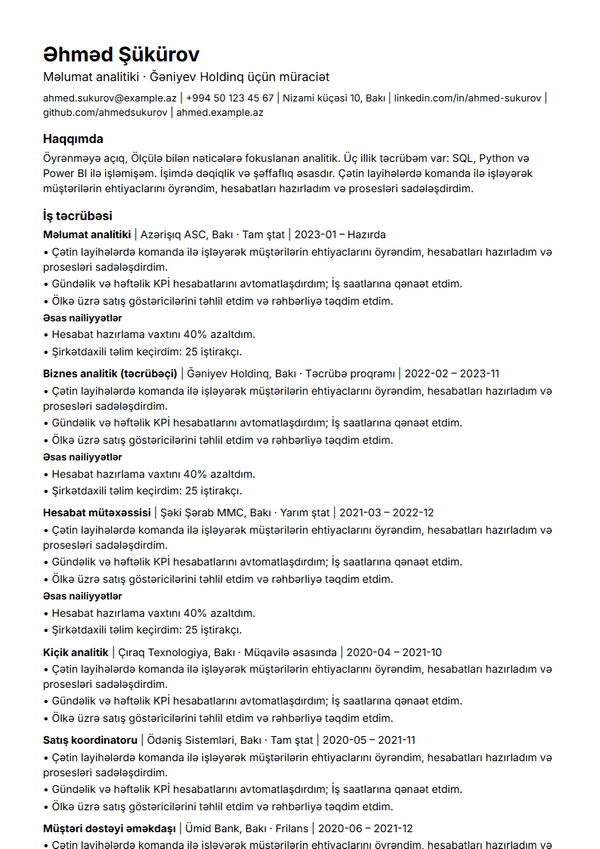 Əhməd Şükürov
Məlumat analitiki · Ğəniyev Holdinq üçün müraciət
ahmed.sukurov@example.az | +994 50 123 45 67 | Nizami küçəsi 10, Bakı | linkedin.com/in/ahmed-sukurov |
github.com/ahmedsukurov | ahmed.example.az
Haqqımda
Öyrənməyə açıq, Ölçülə bilən nəticələrə fokuslanan analitik. Üç illik təcrübəm var: SQL, Python və
Power BI ilə işləmişəm. İşimdə dəqiqlik və şəffaflıq əsasdır. Çətin layihələrdə komanda ilə işləyərək
müştərilərin ehtiyaclarını öyrəndim, hesabatları hazırladım və prosesləri sadələşdirdim.
İş təcrübəsi
Məlumat analitiki | Azərişıq ASC, Bakı · Tam ştat | 2023-01 – Hazırda
• Çətin layihələrdə komanda ilə işləyərək müştərilərin ehtiyaclarını öyrəndim, hesabatları hazırladım və
prosesləri sadələşdirdim.
• Gündəlik və həftəlik KPİ hesabatlarını avtomatlaşdırdım; İş saatlarına qənaət etdim.
• Ölkə üzrə satış göstəricilərini təhlil etdim və rəhbərliyə təqdim etdim.
Əsas nailiyyətlər
• Hesabat hazırlama vaxtını 40% azaltdım.
• Şirkətdaxili təlim keçirdim: 25 iştirakçı.
Biznes analitik (təcrübəçi) | Ğəniyev Holdinq, Bakı · Təcrübə proqramı | 2022-02 – 2023-11
• Çətin layihələrdə komanda ilə işləyərək müştərilərin ehtiyaclarını öyrəndim, hesabatları hazırladım və
prosesləri sadələşdirdim.
• Gündəlik və həftəlik KPİ hesabatlarını avtomatlaşdırdım; İş saatlarına qənaət etdim.
• Ölkə üzrə satış göstəricilərini təhlil etdim və rəhbərliyə təqdim etdim.
Əsas nailiyyətlər
• Hesabat hazırlama vaxtını 40% azaltdım.
• Şirkətdaxili təlim keçirdim: 25 iştirakçı.
Hesabat mütəxəssisi | Şəki Şərab MMC, Bakı · Yarım ştat | 2021-03 – 2022-12
• Çətin layihələrdə komanda ilə işləyərək müştərilərin ehtiyaclarını öyrəndim, hesabatları hazırladım və
prosesləri sadələşdirdim.
• Gündəlik və həftəlik KPİ hesabatlarını avtomatlaşdırdım; İş saatlarına qənaət etdim.
• Ölkə üzrə satış göstəricilərini təhlil etdim və rəhbərliyə təqdim etdim.
Əsas nailiyyətlər
• Hesabat hazırlama vaxtını 40% azaltdım.
• Şirkətdaxili təlim keçirdim: 25 iştirakçı.
Kiçik analitik | Çıraq Texnologiya, Bakı · Müqavilə əsasında | 2020-04 – 2021-10
• Çətin layihələrdə komanda ilə işləyərək müştərilərin ehtiyaclarını öyrəndim, hesabatları hazırladım və
prosesləri sadələşdirdim.
• Gündəlik və həftəlik KPİ hesabatlarını avtomatlaşdırdım; İş saatlarına qənaət etdim.
• Ölkə üzrə satış göstəricilərini təhlil etdim və rəhbərliyə təqdim etdim.
Satış koordinatoru | Ödəniş Sistemləri, Bakı · Tam ştat | 2020-05 – 2021-11
• Çətin layihələrdə komanda ilə işləyərək müştərilərin ehtiyaclarını öyrəndim, hesabatları hazırladım və
prosesləri sadələşdirdim.
• Gündəlik və həftəlik KPİ hesabatlarını avtomatlaşdırdım; İş saatlarına qənaət etdim.
• Ölkə üzrə satış göstəricilərini təhlil etdim və rəhbərliyə təqdim etdim.
Müştəri dəstəyi əməkdaşı | Ümid Bank, Bakı · Frilans | 2020-06 – 2021-12
• Çətin layihələrdə komanda ilə işləyərək müştərilərin ehtiyaclarını öyrəndim, hesabatları hazırladım və